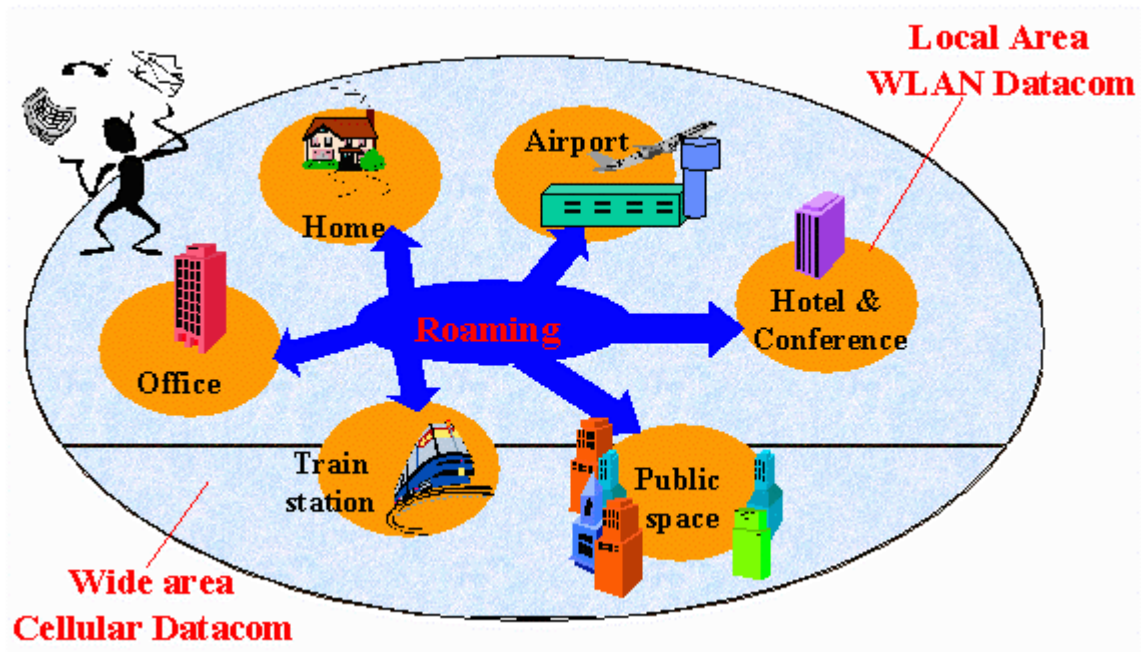 Local Area
WLAN Datacom
Airport
Home
Hotel &
Conference
Roaming
Office
Train
station
Public
space
Wide area
Cellular Datacom